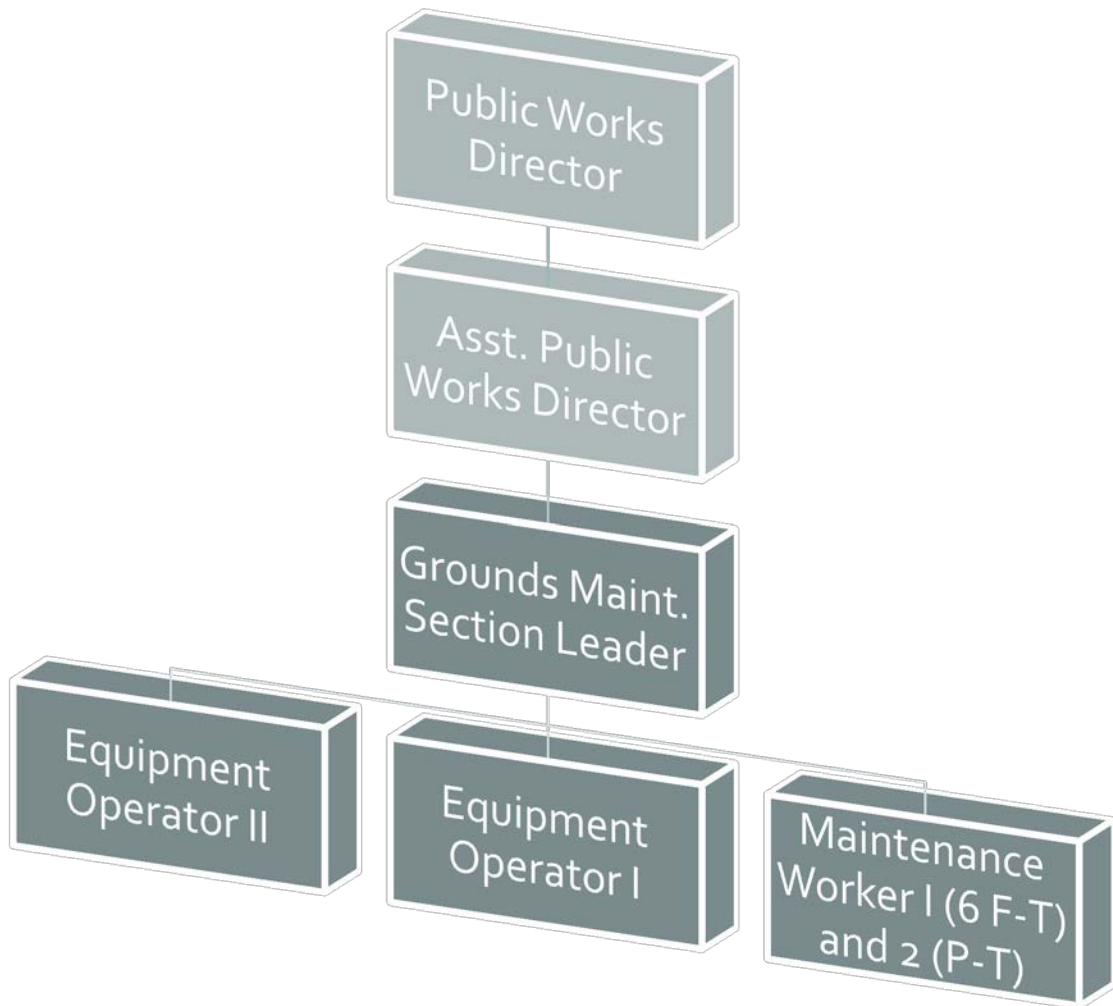 Public Works
Director
Asst. Public
Works Director
Grounds Maint.
Section Leader
Equipment
Operator II
Equipment
Operator I
Maintenance
Worker I (6 F-T)
and 2 (P-T)